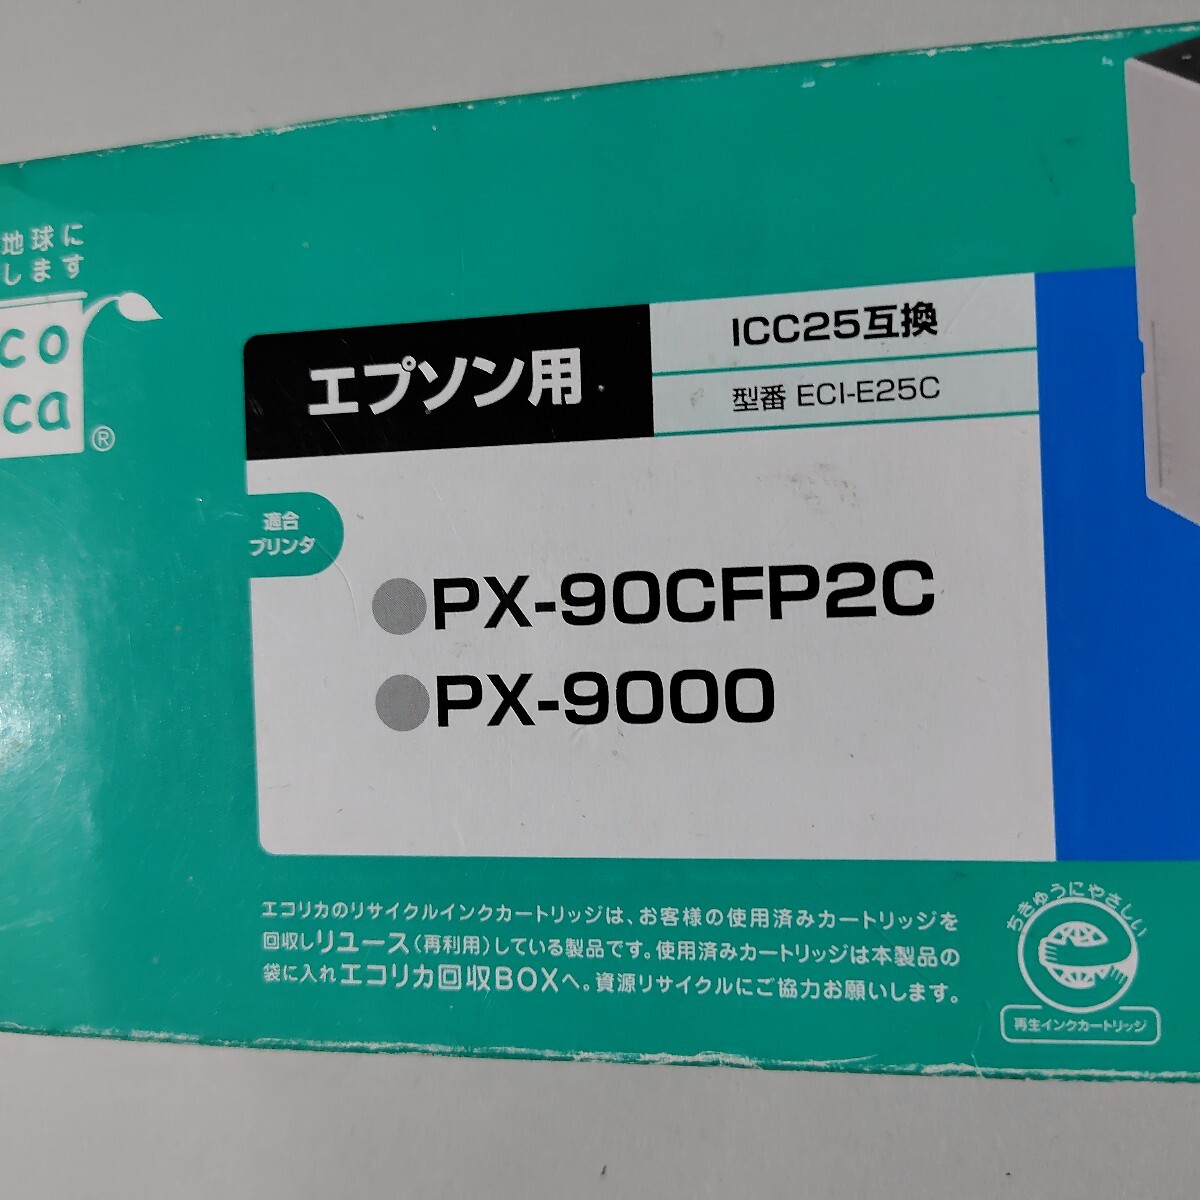 地球に
します
co
ca®
エプソン用
ICC25互換
型番 ECI-E25C
適合
プリンタ
●PX-90CFP2C
●PX-9000
エコリカのリサイクルインクカートリッジは、お客様の使用済みカートリッジを
回収しリユース(再利用)している製品です。使用済みカートリッジは本製品の
袋に入れエコリカ回収BOXへ。資源リサイクルにご協力お願いします。
ちきゅうにやさしい
再生インクカートリッジ